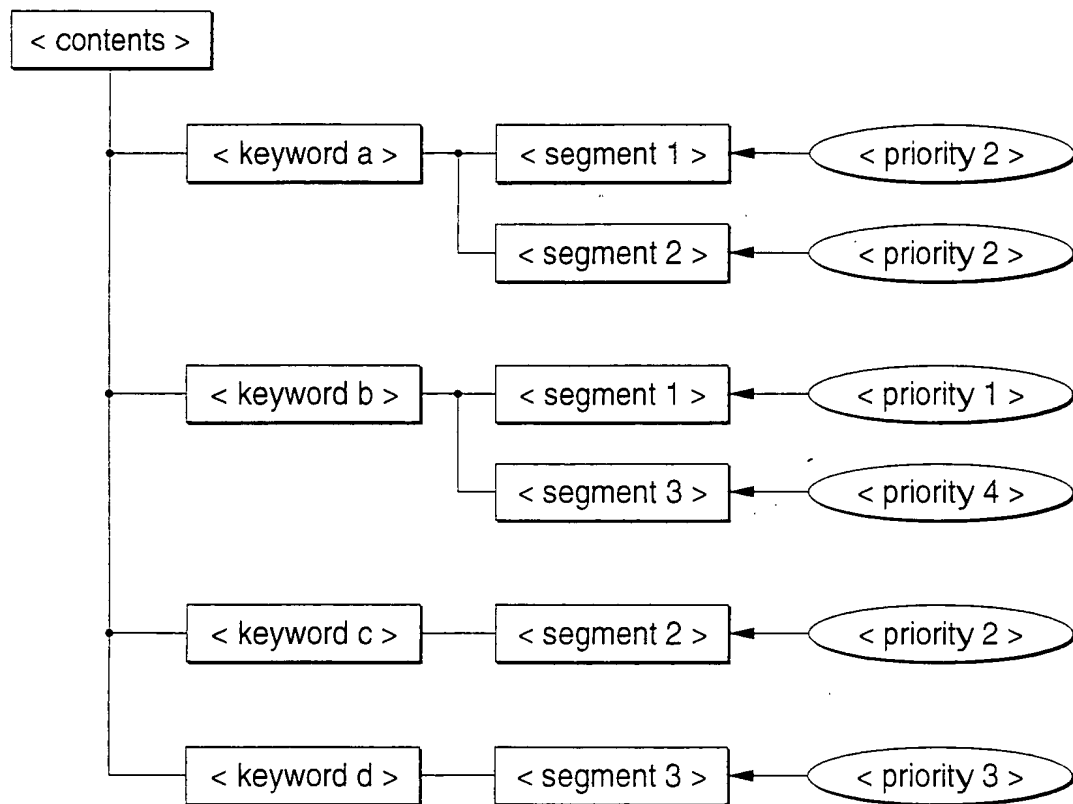 < contents >
< keyword a > < segment 1 > < priority 2 >
< segment 2 > < priority 2 >
< keyword b > < segment 1 > < priority 1 >
< segment 3 > < priority 4 >
< keyword c > < segment 2 > < priority 2 >
< keyword d > < segment 3 > < priority 3 >